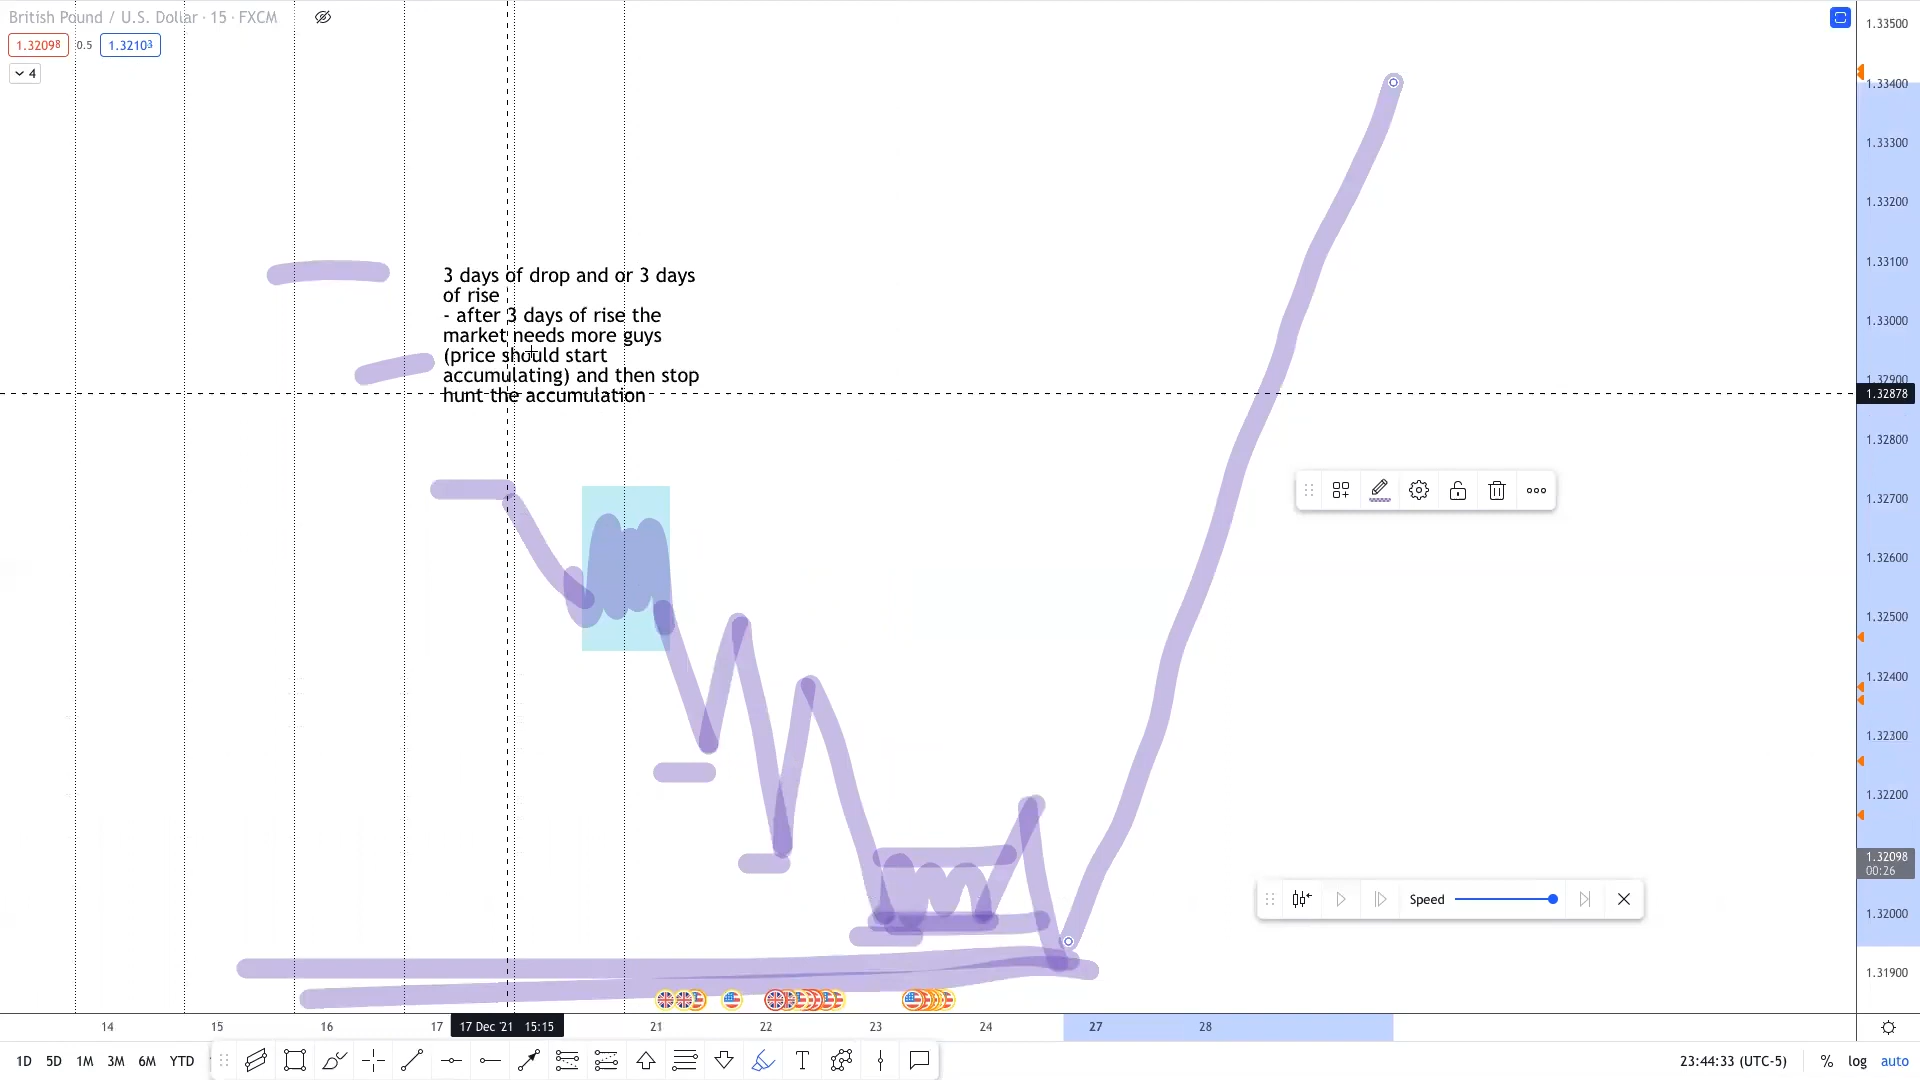 British Pound / U.S. Dollar · 15 · FXCM
1.32098 0.5 1.32103
4
3 days of drop and or 3 days
of rise
- after 3 days of rise the
market needs more guys
(price should start
accumulating) and then stop
hunt the accumulation
1.33500
1.33400
1.33300
1.33200
1.33100
1.33000
1.32900
1.32878
1.32800
1.32700
1.32600
1.32500
1.32400
1.32300
1.32200
1.32098
00:26
1.32000
1.31900
Speed
14 15 16 17 17 Dec '21 15:15 21 22 23 24 27 28
1D 5D 1M 3M 6M YTD 23:44:33 (UTC-5) % log auto